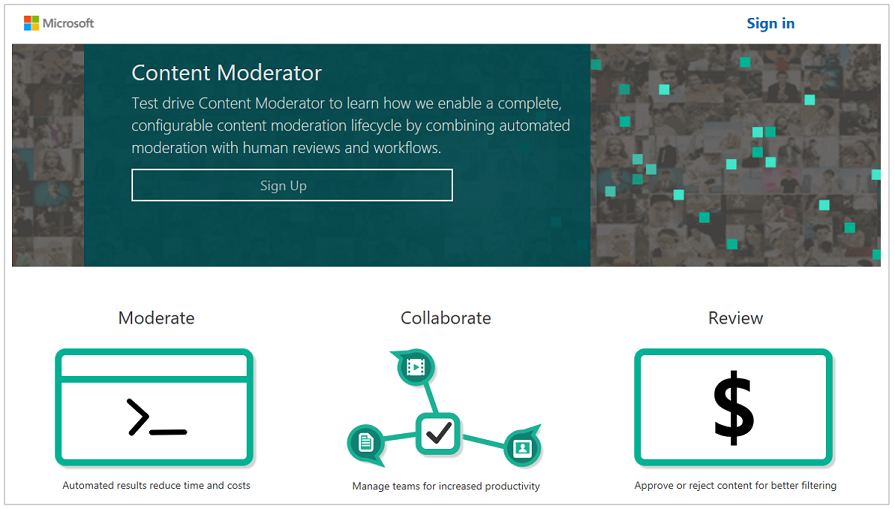 Microsoft
Sign in
Content Moderator
Test drive Content Moderator to learn how we enable a complete,
configurable content moderation lifecycle by combining automated
moderation with human reviews and workflows.
Sign Up
Moderate
Collaborate
Review
>_
$
Automated results reduce time and costs
Manage teams for increased productivity
Approve or reject content for better filtering